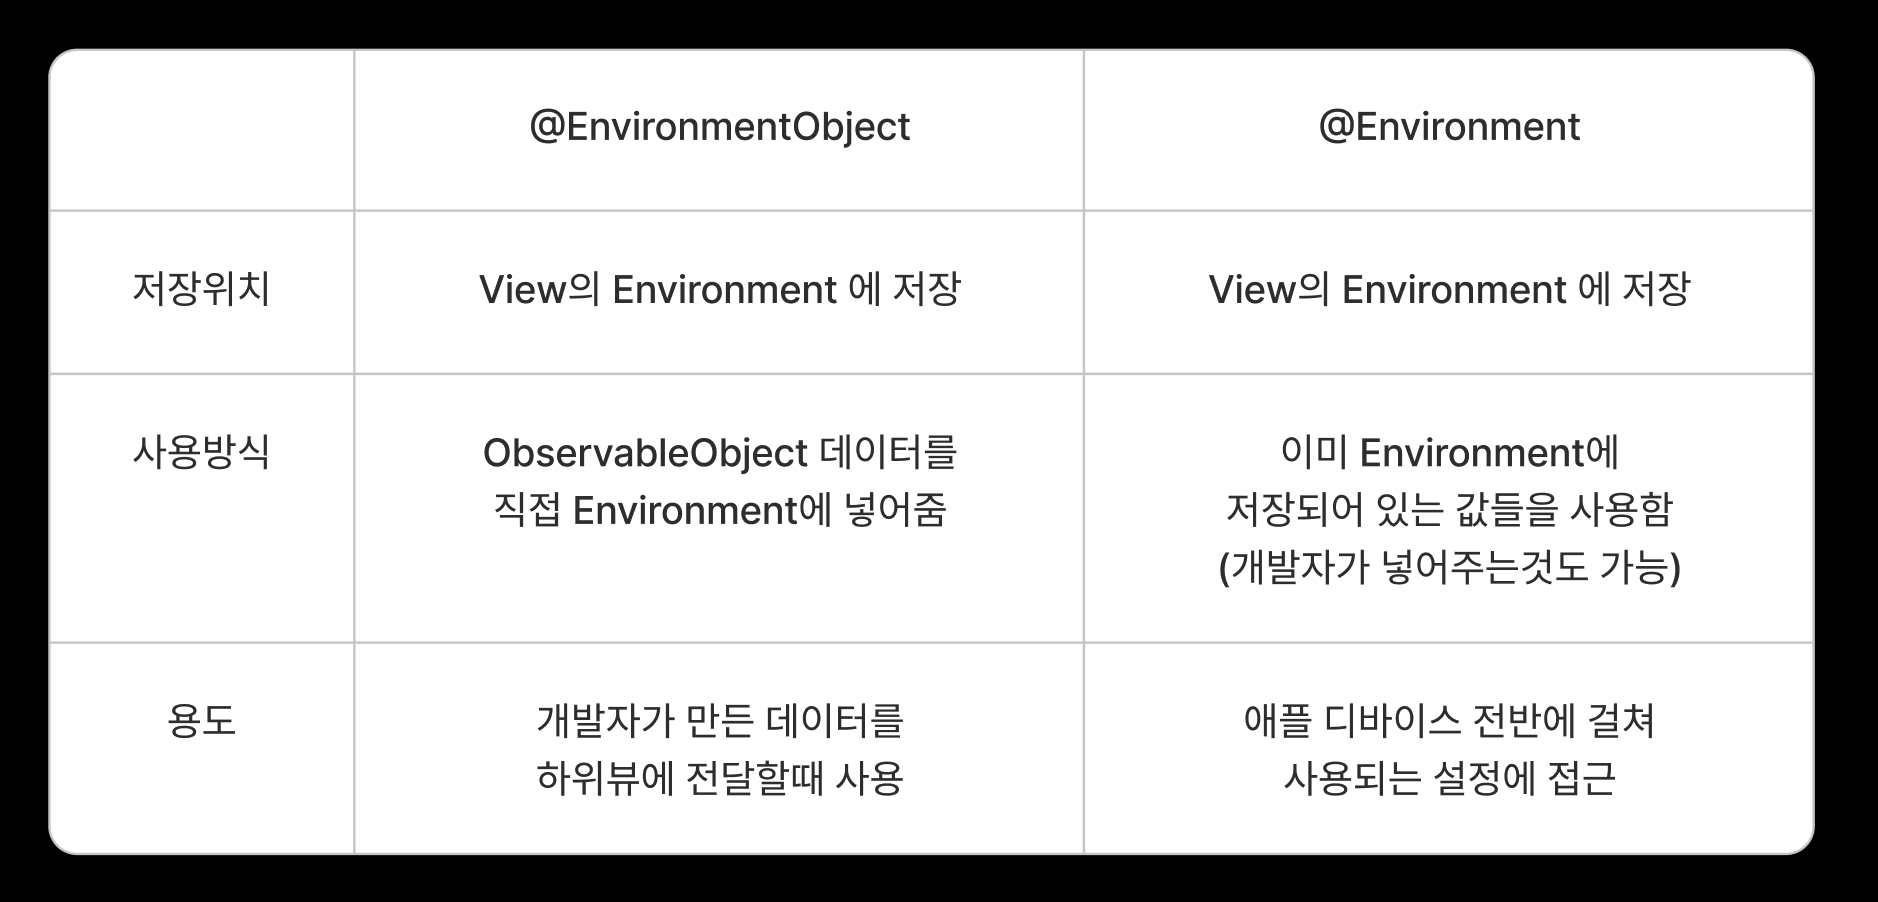 @EnvironmentObject
@Environment
저장위치
View의 Environment 에 저장
View의 Environment 에 저장
사용방식
ObservableObject 데이터를
직접 Environment에 넣어줌
이미 Environment에
저장되어 있는 값들을 사용함
(개발자가 넣어주는것도 가능)
용도
개발자가 만든 데이터를
하위뷰에 전달할때 사용
애플 디바이스 전반에 걸쳐
사용되는 설정에 접근